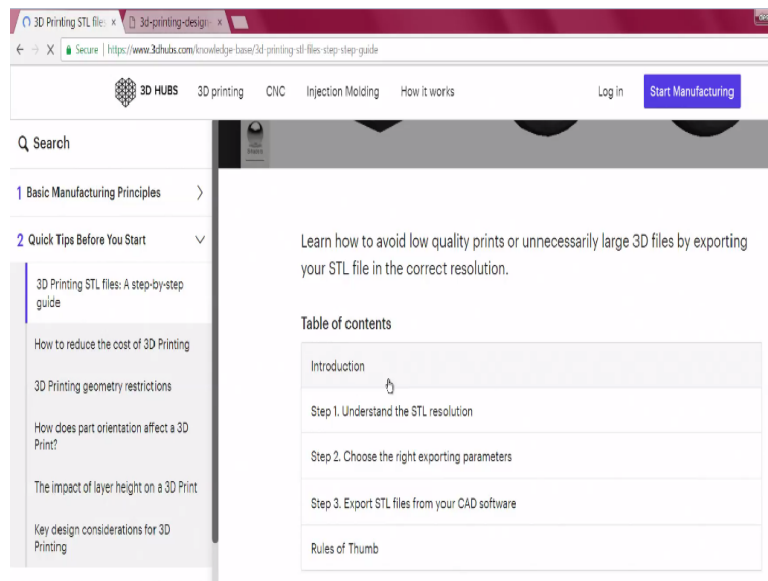 3D Printing STL files
3d-printing-design-
Secure | https://www.3dhubs.com/knowledge-base/3d-printing-stl-files-step-step-guide
3D HUBS 3D printing CNC Injection Molding How it works Log in Start Manufacturing
Search
1 Basic Manufacturing Principles
2 Quick Tips Before You Start
3D Printing STL files: A step-by-step
guide
How to reduce the cost of 3D Printing
3D Printing geometry restrictions
How does part orientation affect a 3D
Print?
The impact of layer height on a 3D Print
Key design considerations for 3D
Printing
Learn how to avoid low quality prints or unnecessarily large 3D files by exporting
your STL file in the correct resolution.
Table of contents
Introduction
Step 1. Understand the STL resolution
Step 2. Choose the right exporting parameters
Step 3. Export STL files from your CAD software
Rules of Thumb